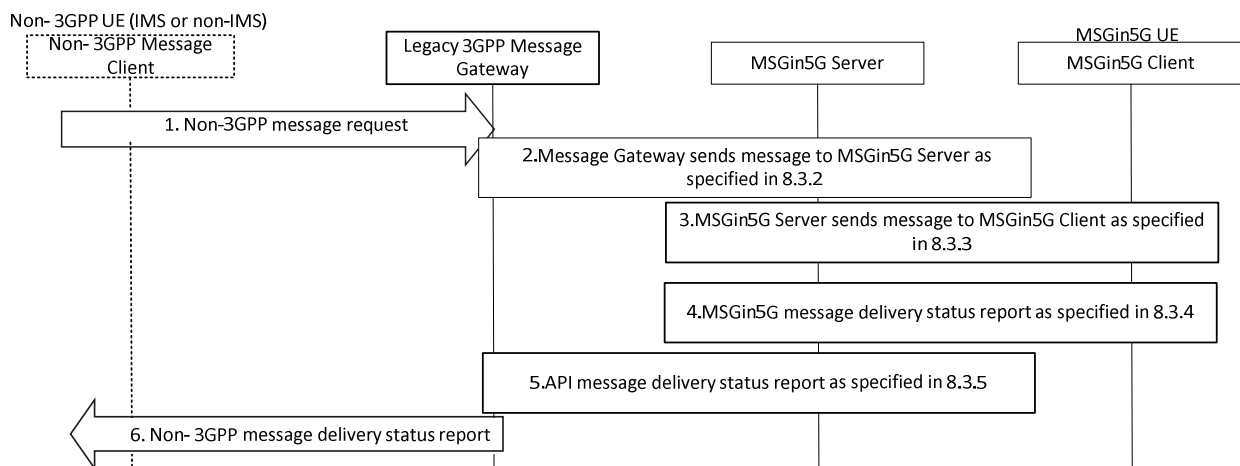 Non- 3GPP UE (IMS or non-IMS)
Non- 3GPP Message
Client
Legacy 3GPP Message
Gateway
MSGin5G Server
MSGin5G UE
MSGin5G Client
1. Non-3GPP message request
2.Message Gateway sends message to MSGin5G Server as
specified in 8.3.2
3.MSGin5G Server sends message to MSGin5G Client as specified
in 8.3.3
4.MSGin5G message delivery status report as specified in 8.3.4
5.API message delivery status report as specified in 8.3.5
6. Non- 3GPP message delivery status report